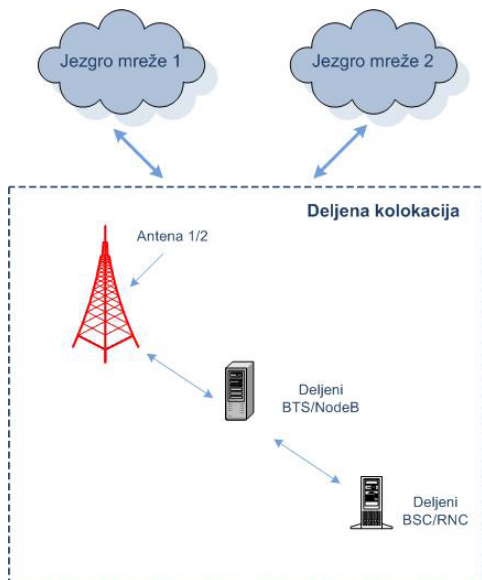 Jezgro mreže 1
Jezgro mreže 2
Deljena kolokacija
Antena 1/2
Deljeni
BTS/NodeB
Deljeni
BSC/RNC